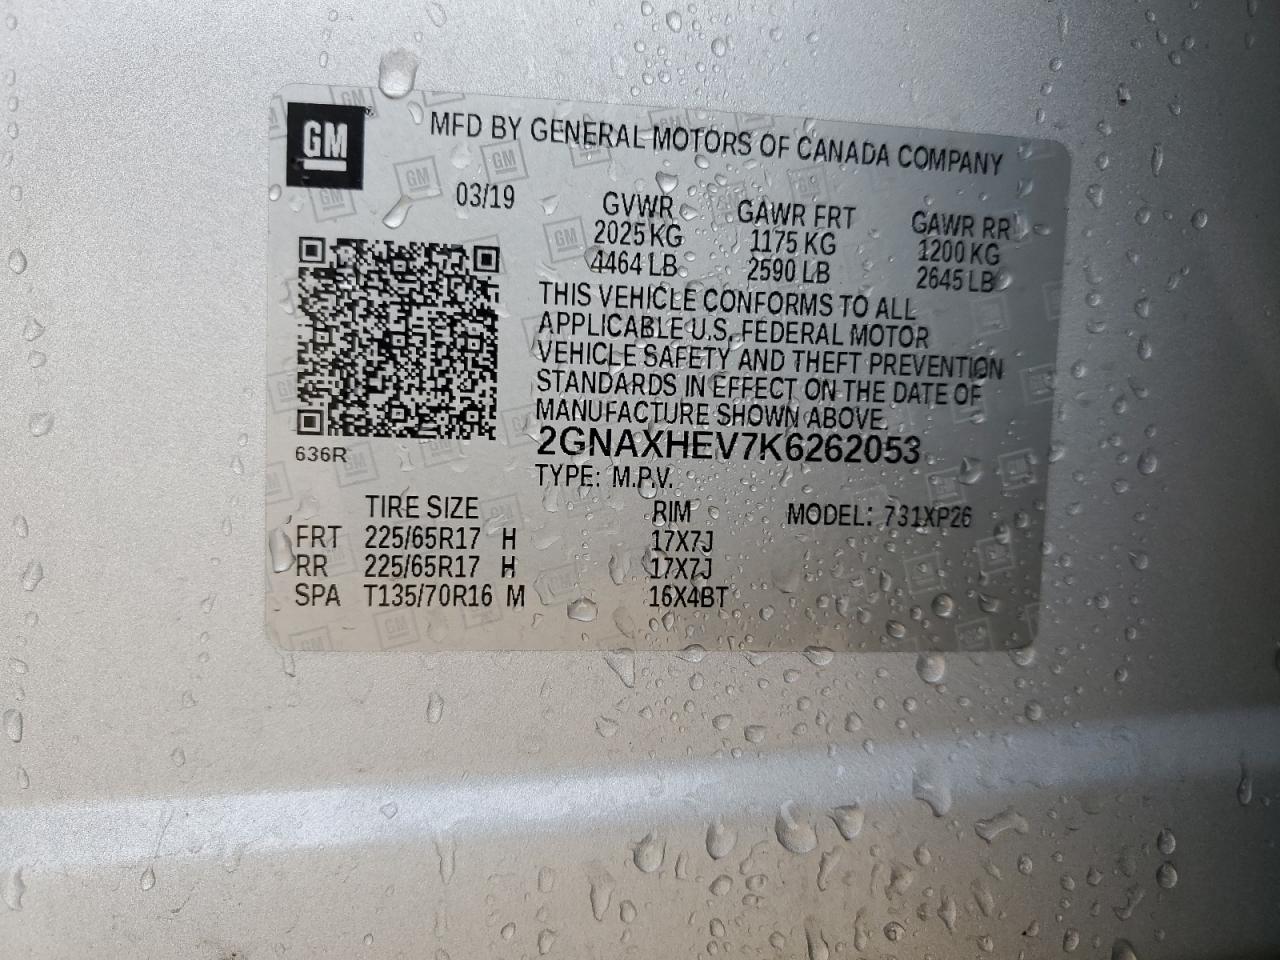 GM
MFD BY GENERAL MOTORS OF CANADA COMPANY
03/19
GVWR GAWR FRT GAWR RR
2025 KG 1175 KG 1200 KG
4464 LB 2590 LB 2645 LB
THIS VEHICLE CONFORMS TO ALL
APPLICABLE U.S. FEDERAL MOTOR
VEHICLE SAFETY AND THEFT PREVENTION
STANDARDS IN EFFECT ON THE DATE OF
MANUFACTURE SHOWN ABOVE.
2GNAXHEV7K6262053
636R
TYPE: M.P.V.
TIRE SIZE RIM MODEL: 731XP26
FRT 225/65R17 H 17X7J
RR 225/65R17 H 17X7J
SPA T135/70R16 M 16X4BT